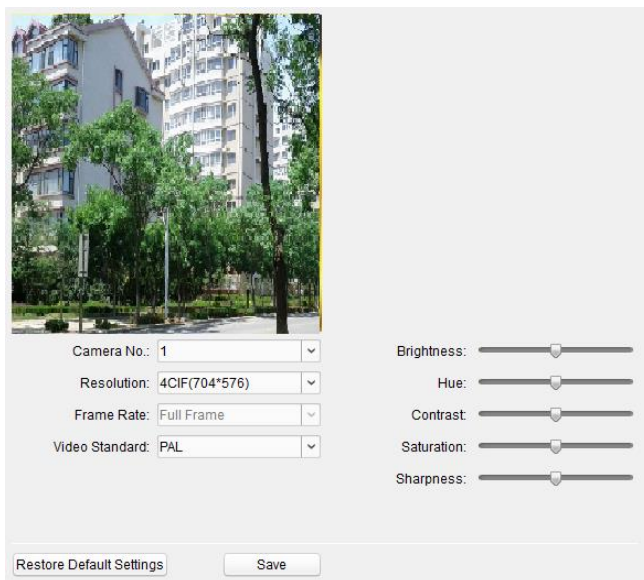 Camera No.: 1
Resolution: 4CIF(704*576)
Frame Rate: Full Frame
Video Standard: PAL
Brightness:
Hue:
Contrast:
Saturation:
Sharpness:
Restore Default Settings
Save